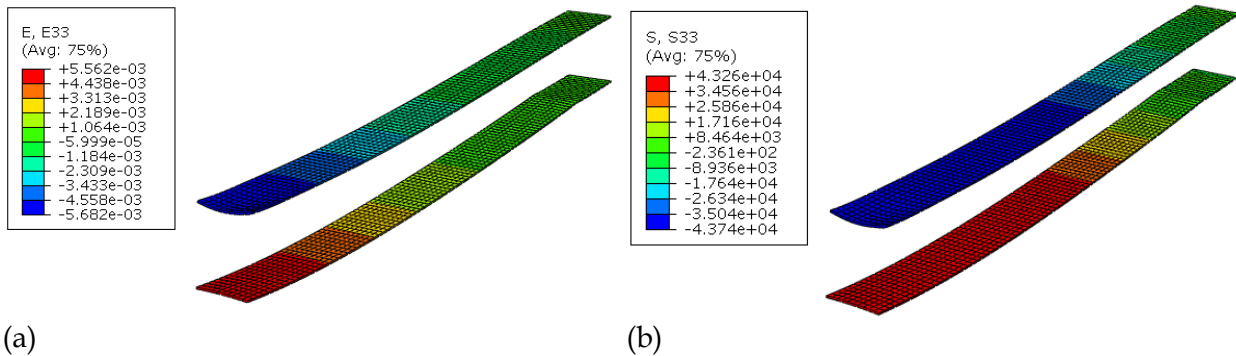 E, E33
(Avg: 75%)
+5.562e-03
+4.438e-03
+3.313e-03
+2.189e-03
+1.064e-03
-5.999e-05
-1.184e-03
-2.309e-03
-3.433e-03
-4.558e-03
-5.682e-03
(a)
S, S33
(Avg: 75%)
+4.326e+04
+3.456e+04
+2.586e+04
+1.716e+04
+8.464e+03
-2.361e+02
-8.936e+03
-1.764e+04
-2.634e+04
-3.504e+04
-4.374e+04
(b)